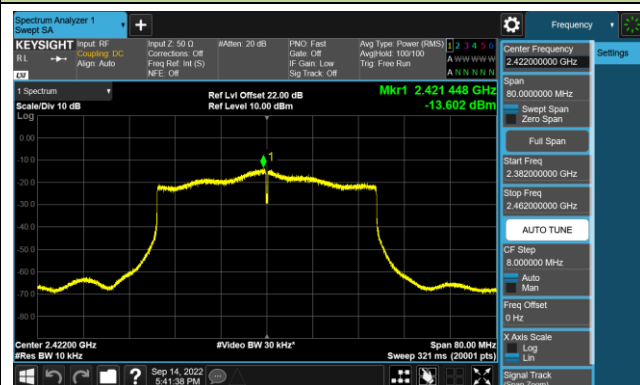 Spectrum Analyzer 1
Swept SA
+
Frequency
KEYSIGHT
R L
Input: RF
Coupling: DC
Align: Auto
Input Z: 50 Ω
Corrections: Off
Freq Ref: Int (S)
NFE: Off
#Atten: 20 dB
PNO: Fast
Gate: Off
IF Gain: Low
Sig Track: Off
Avg Type: Power (RMS)
Avg|Hold: 100/100
Trig: Free Run
1 2 3 4 5 6
A W W W W W
A N N N N N
Center Frequency
2.422000000 GHz
Settings
Span
80.0000000 MHz
Swept Span
Zero Span
Full Span
Start Freq
2.382000000 GHz
Stop Freq
2.462000000 GHz
AUTO TUNE
CF Step
8.000000 MHz
Auto
Man
Freq Offset
0 Hz
X Axis Scale
Log
Lin
Signal Track
(Span Zoom)
1 Spectrum
Scale/Div 10 dB
Log
Ref Lvl Offset 22.00 dB
Ref Level 10.00 dBm
Mkr1 2.421 448 GHz
-13.602 dBm
1
0.00
-10.0
-20.0
-30.0
-40.0
-50.0
-60.0
-70.0
-80.0
Center 2.42200 GHz
#Res BW 10 kHz
#Video BW 30 kHz*
Span 80.00 MHz
Sweep 321 ms (20001 pts)
?
Sep 14, 2022
5:41:38 PM